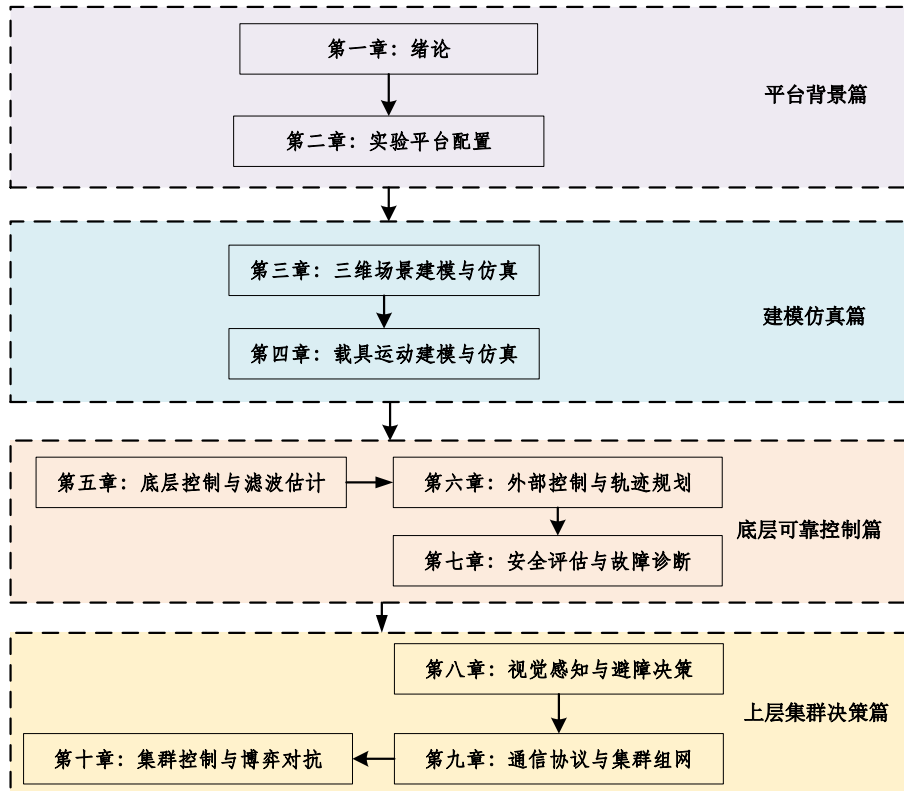 第一章：绪论
平台背景篇
第二章：实验平台配置
第三章：三维场景建模与仿真
建模仿真篇
第四章：载具运动建模与仿真
第五章：底层控制与滤波估计
第六章：外部控制与轨迹规划
底层可靠控制篇
第七章：安全评估与故障诊断
第八章：视觉感知与避障决策
上层集群决策篇
第十章：集群控制与博弈对抗
第九章：通信协议与集群组网